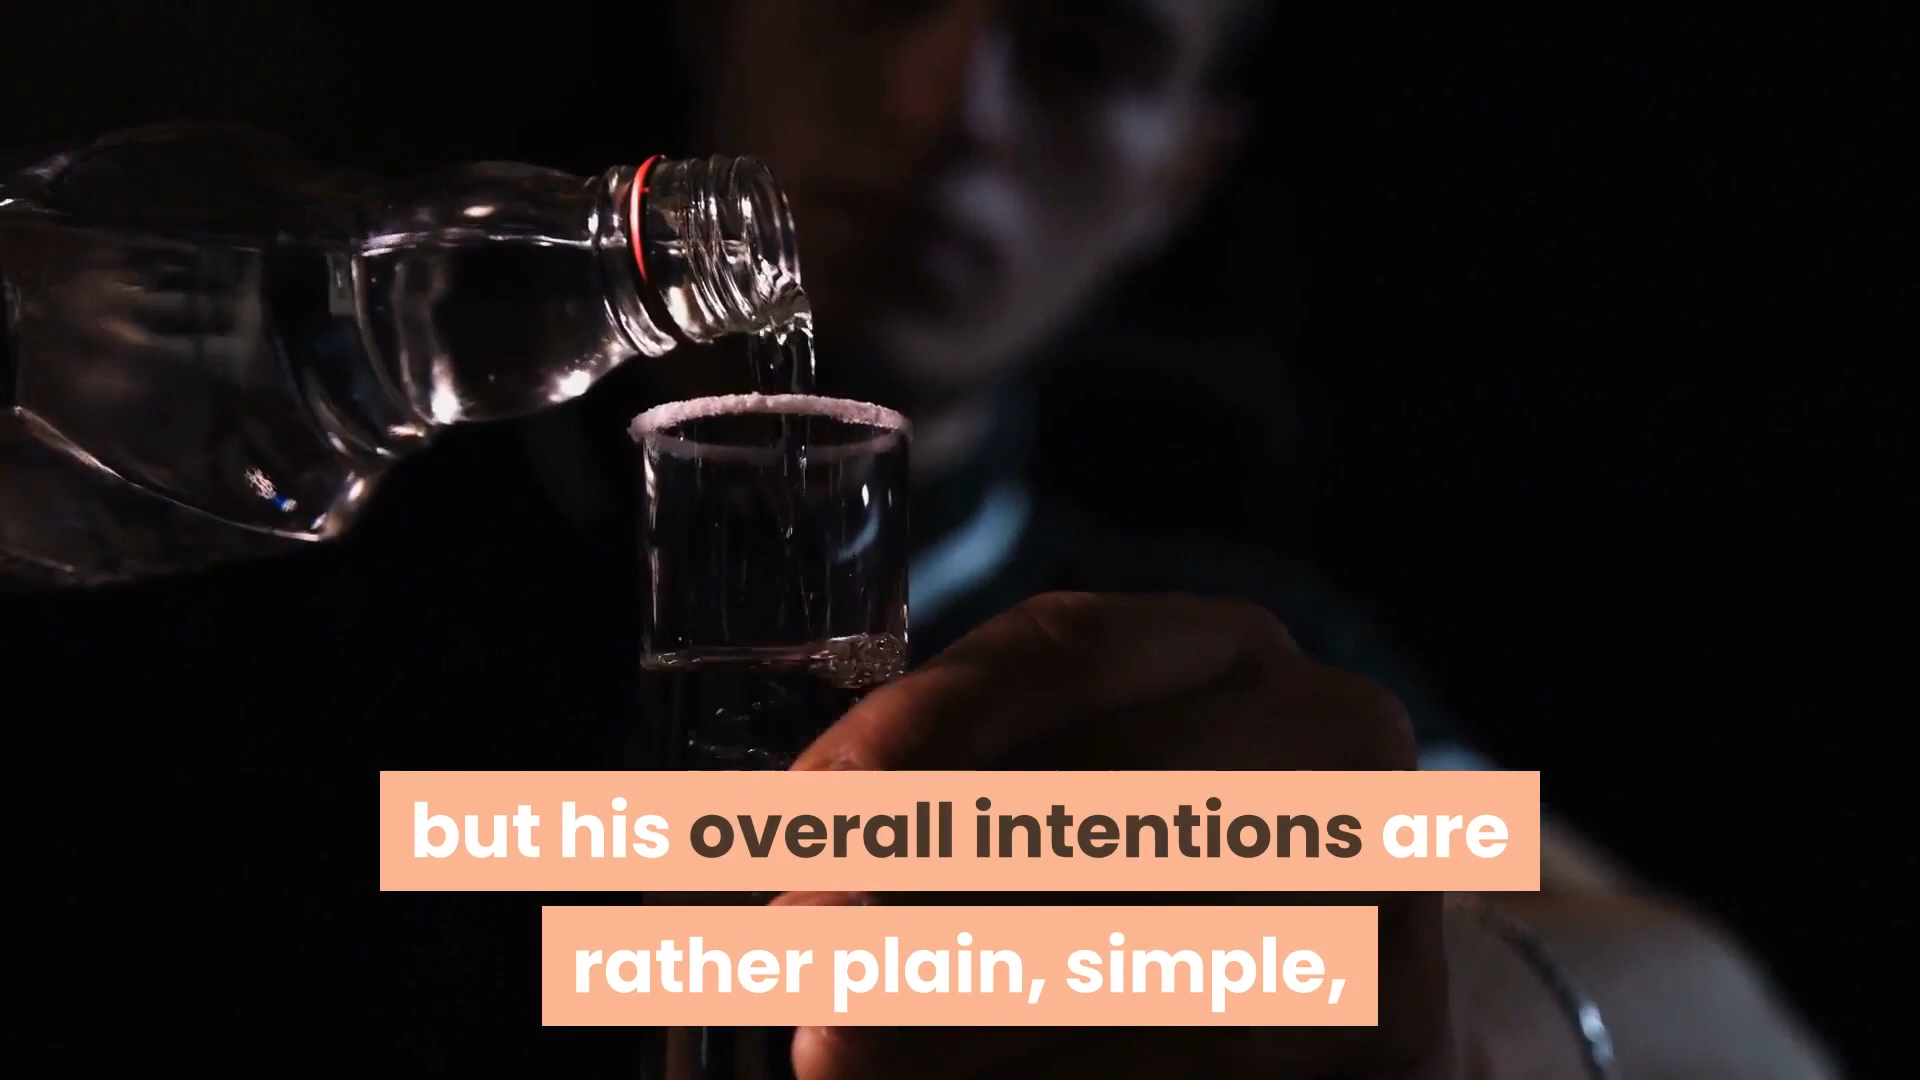 but his overall intentions are
rather plain, simple,